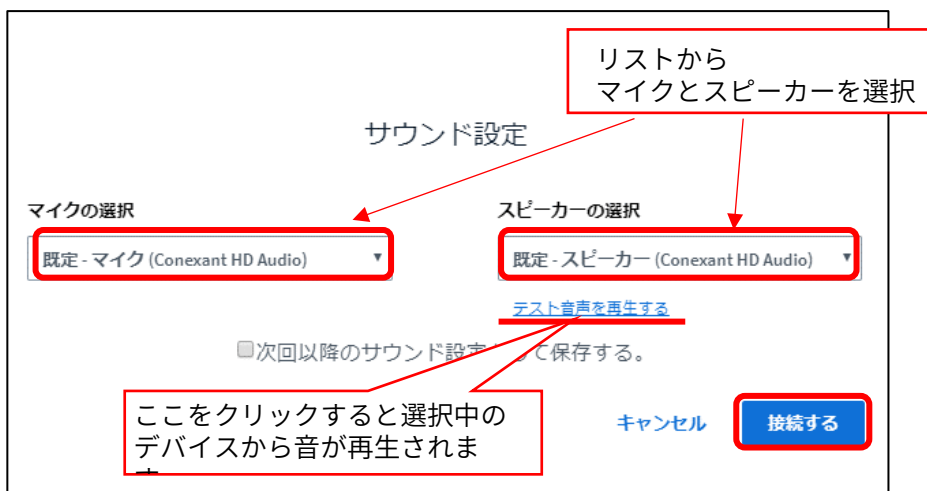 リストから
マイクとスピーカーを選択
サウンド設定
マイクの選択
スピーカーの選択
既定 - マイク (Conexant HD Audio)
既定 - スピーカー (Conexant HD Audio)
テスト音声を再生する
次回以降のサウンド設定 して保存する。
ここをクリックすると選択中の
デバイスから音が再生されま
キャンセル
接続する